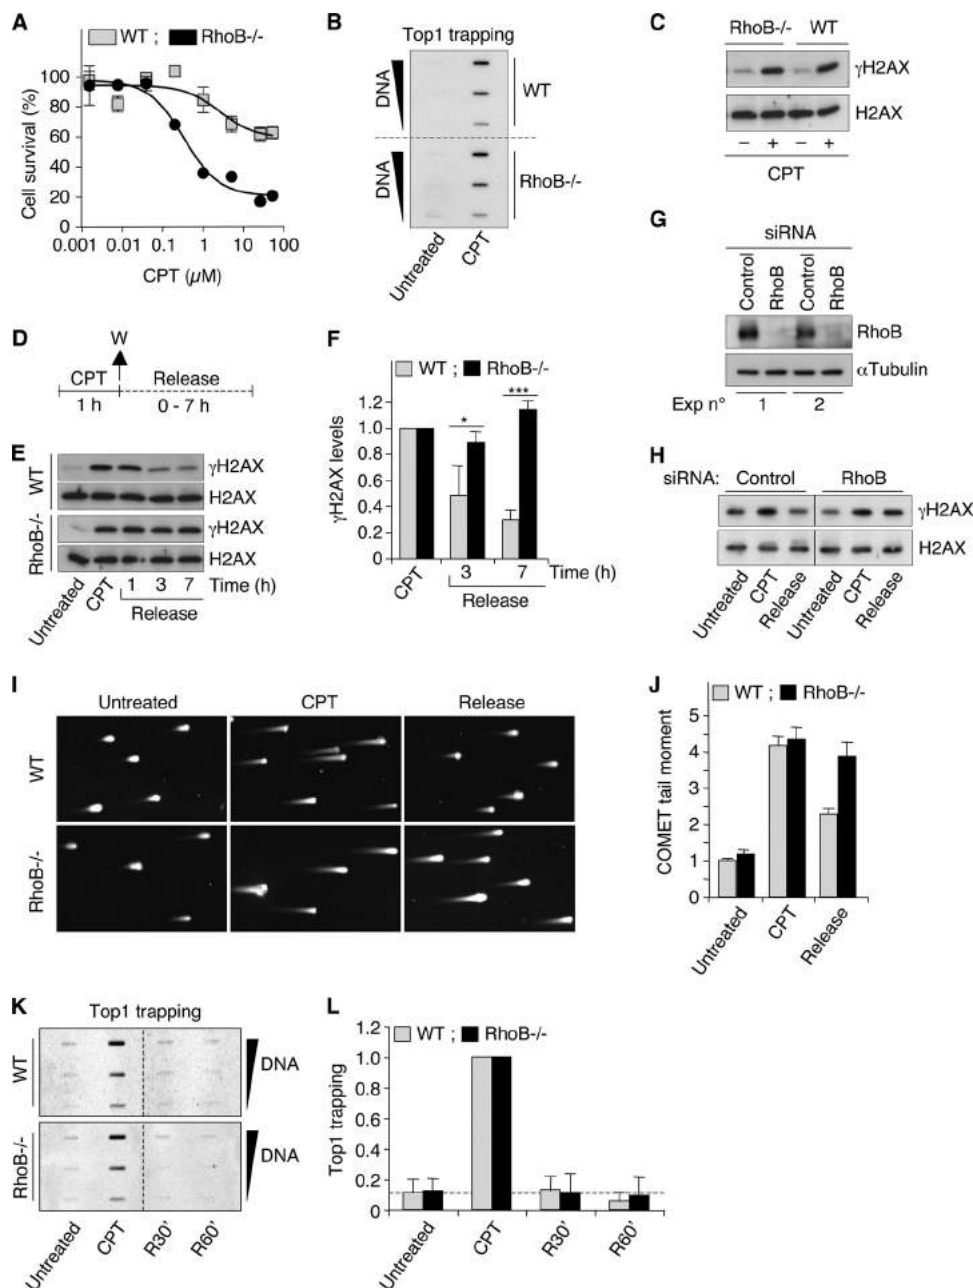 A
WT ; RhoB-/-
100
80
60
40
20
0
Cell survival (%)
0.001 0.01 0.1 1 10 100
CPT (µM)
B
Top1 trapping
DNA
WT
DNA
RhoB-/-
Untreated
CPT
C
RhoB-/- WT
γH2AX
H2AX
– + – +
CPT
D
W
CPT Release
1 h 0 - 7 h
E
WT
γH2AX
H2AX
RhoB-/-
γH2AX
H2AX
Untreated
CPT
1 3 7 Time (h)
Release
F
WT ; RhoB-/-
1.2
1.0
0.8
0.6
0.4
0.2
0
γH2AX levels
*
***
CPT
3 7 Time (h)
Release
G
siRNA
Control
RhoB
Control
RhoB
RhoB
αTubulin
Exp n° 1 2
H
siRNA: Control RhoB
γH2AX
H2AX
Untreated
CPT
Release
Untreated
CPT
Release
I
Untreated CPT Release
WT
RhoB-/-
J
WT ; RhoB-/-
5
4
3
2
1
0
COMET tail moment
Untreated
CPT
Release
K
Top1 trapping
WT
DNA
RhoB-/-
DNA
Untreated
CPT
R30'
R60'
L
WT ; RhoB-/-
1.2
1.0
0.8
0.6
0.4
0.2
0
Top1 trapping
Untreated
CPT
R30'
R60'